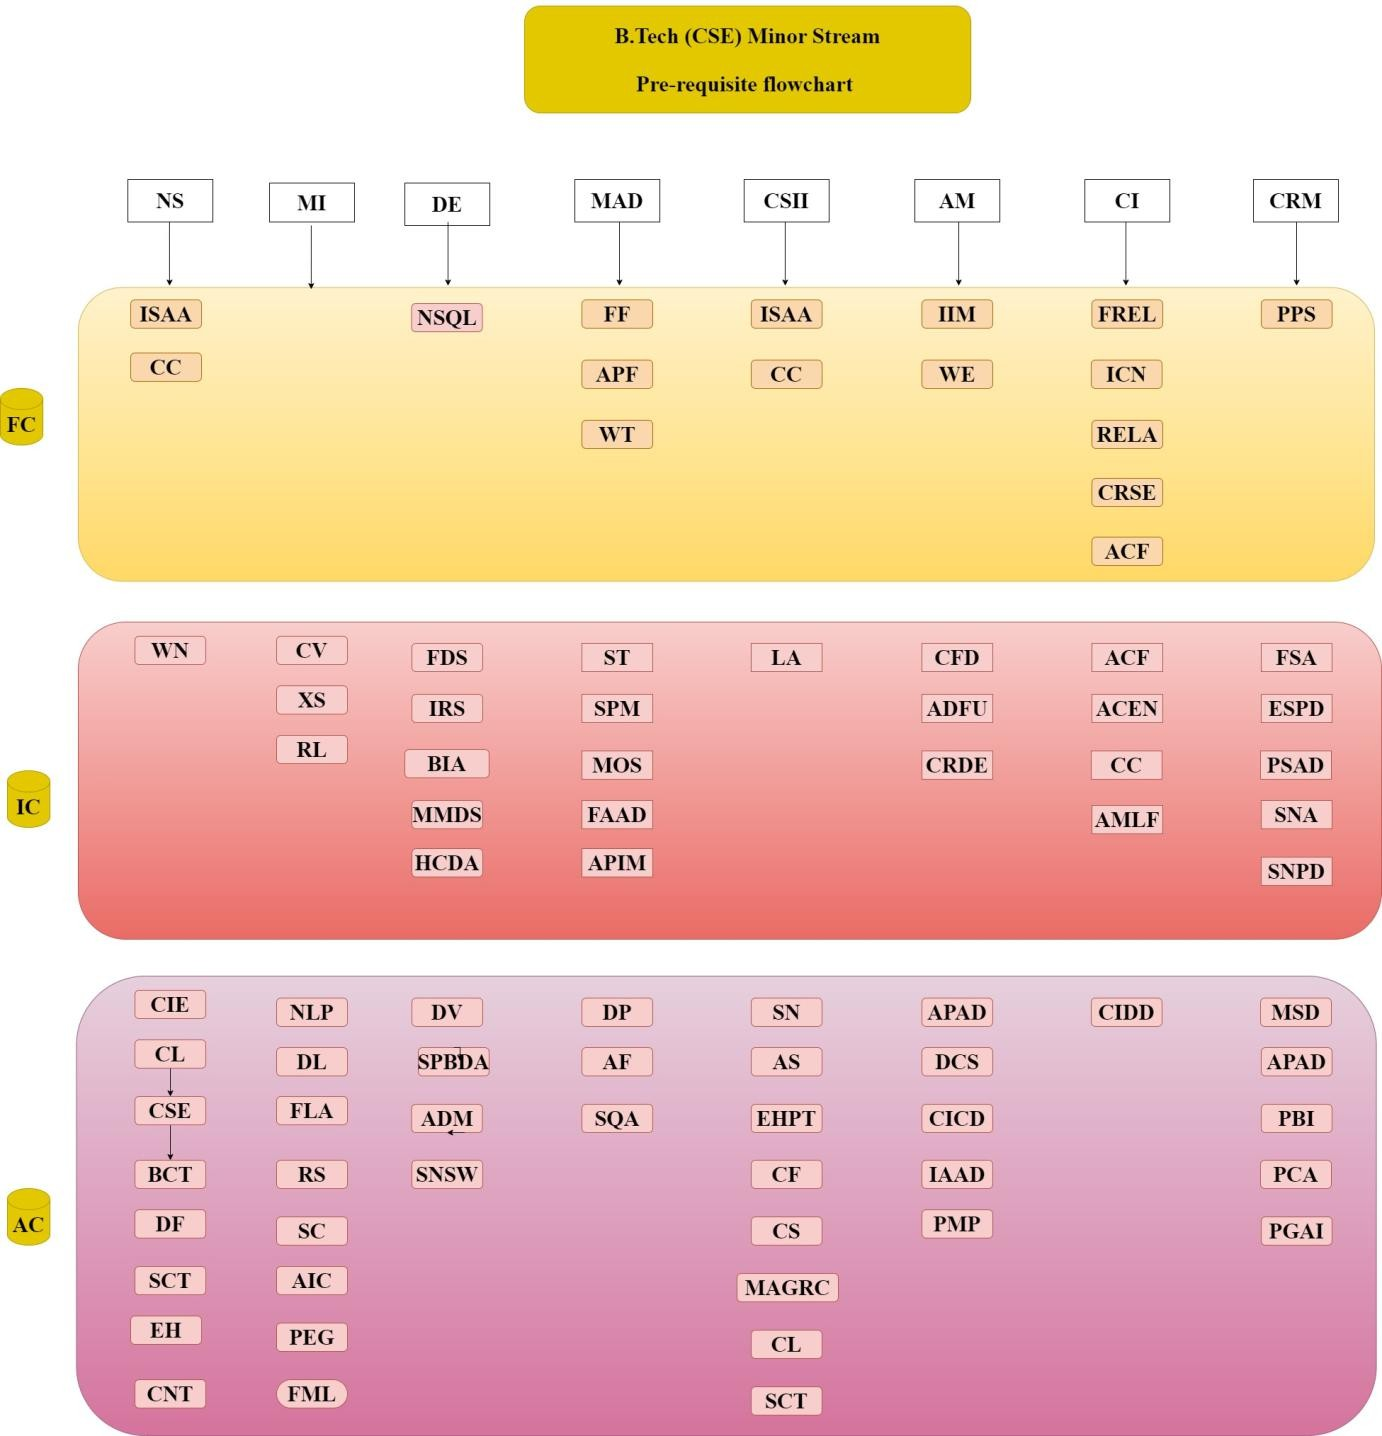 B.Tech (CSE) Minor Stream
Pre-requisite flowchart
NS MI DE MAD CSII AM CI CRM
FC
ISAA NSQL FF ISAA IIM FREL PPS
CC APF CC WE ICN
WT RELA
CRSE
ACF
IC
WN CV FDS ST LA CFD ACF FSA
XS IRS SPM ADFU ACEN ESPD
RL BIA MOS CRDE CC PSAD
MMDS FAAD AMLF SNA
HCDA APIM SNPD
AC
CIE NLP DV DP SN APAD CIDD MSD
CL DL SPBDA AF AS DCS APAD
CSE FLA ADM SQA EHPT CICD PBI
BCT RS SNSW CF IAAD PCA
DF SC CS PMP PGAI
SCT AIC MAGRC
EH PEG CL
CNT FML SCT